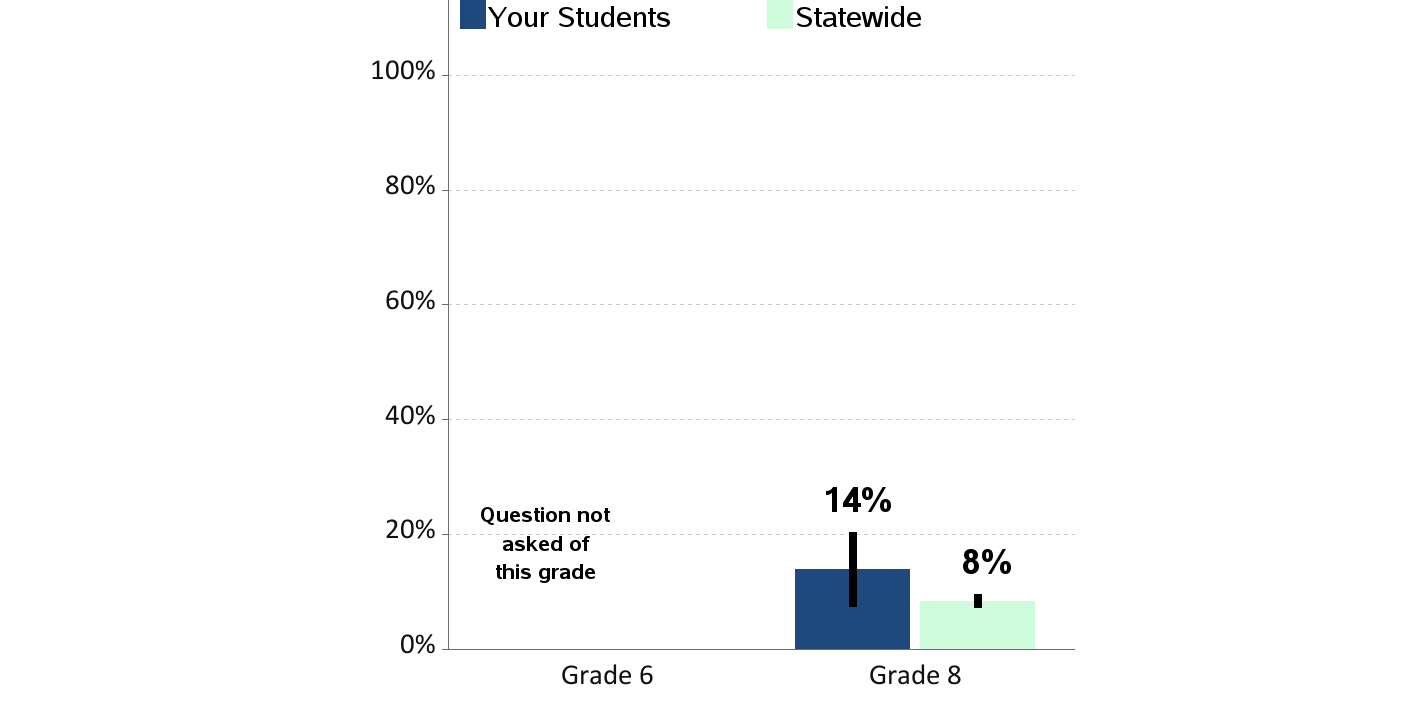 Your Students Statewide
100%
80%
60%
40%
20%
0%
Question not
asked of
this grade
14%
8%
Grade 6 Grade 8